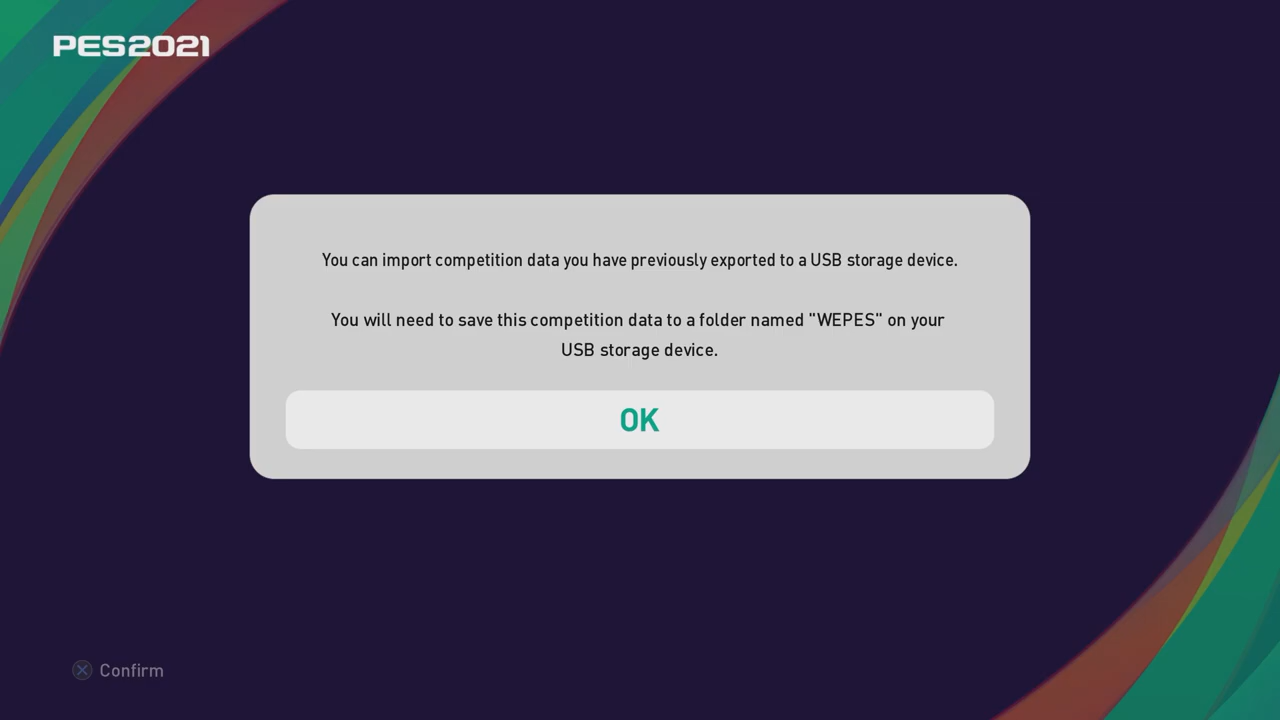 PES2021
You can import competition data you have previously exported to a USB storage device.
You will need to save this competition data to a folder named "WEPES" on your
USB storage device.
OK
Confirm